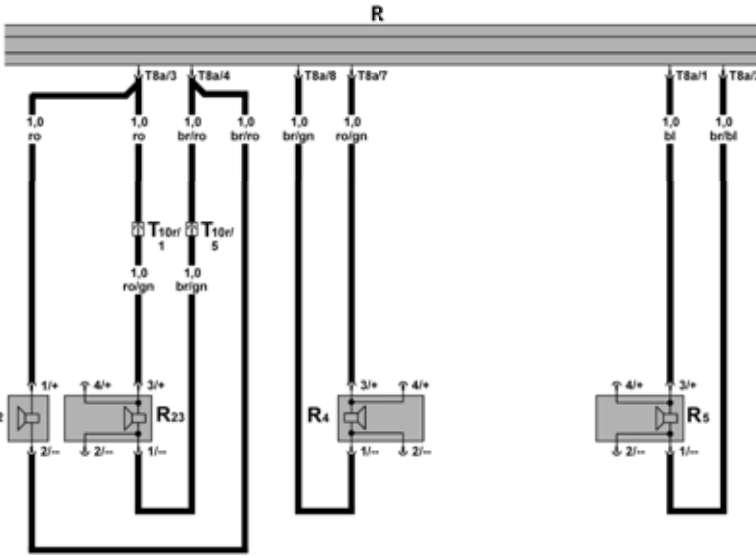 R
T8a/3 T8a/4 T8a/8 T8a/7 T8a/1 T8a/
1,0 1,0 1,0 1,0 1,0 1,0 1,0 1,0
ro ro br/ro br/ro br/gn ro/gn bl br/bl
T10r/ T10r/
1 5
1,0 1,0
ro/gn br/gn
1/+ 4/+ 3/+ 3/+ 4/+ 4/+ 3/+
2 R23 R4 R5
2/-- 2/-- 1/-- 1/-- 2/-- 2/-- 1/--